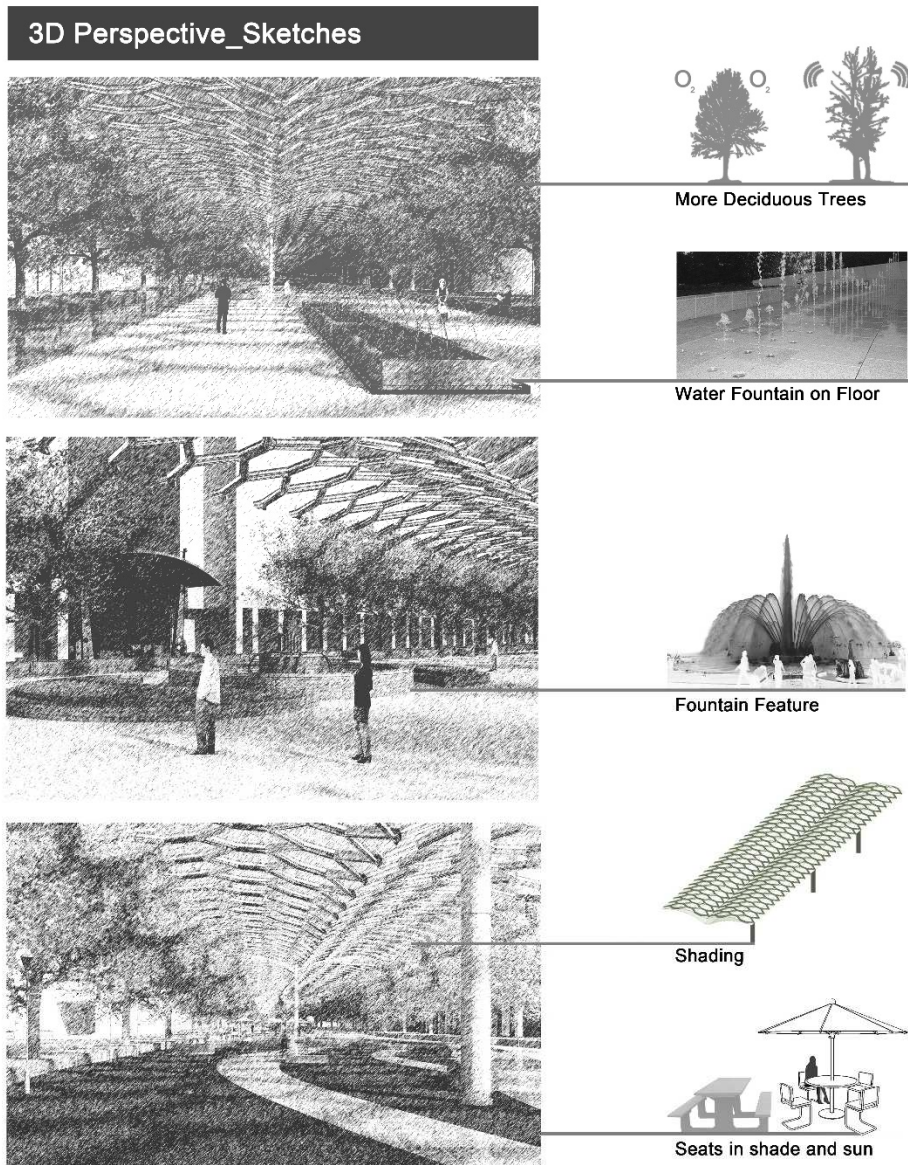 3D Perspective_Sketches
O₂ O₂
More Deciduous Trees
Water Fountain on Floor
Fountain Feature
Shading
Seats in shade and sun